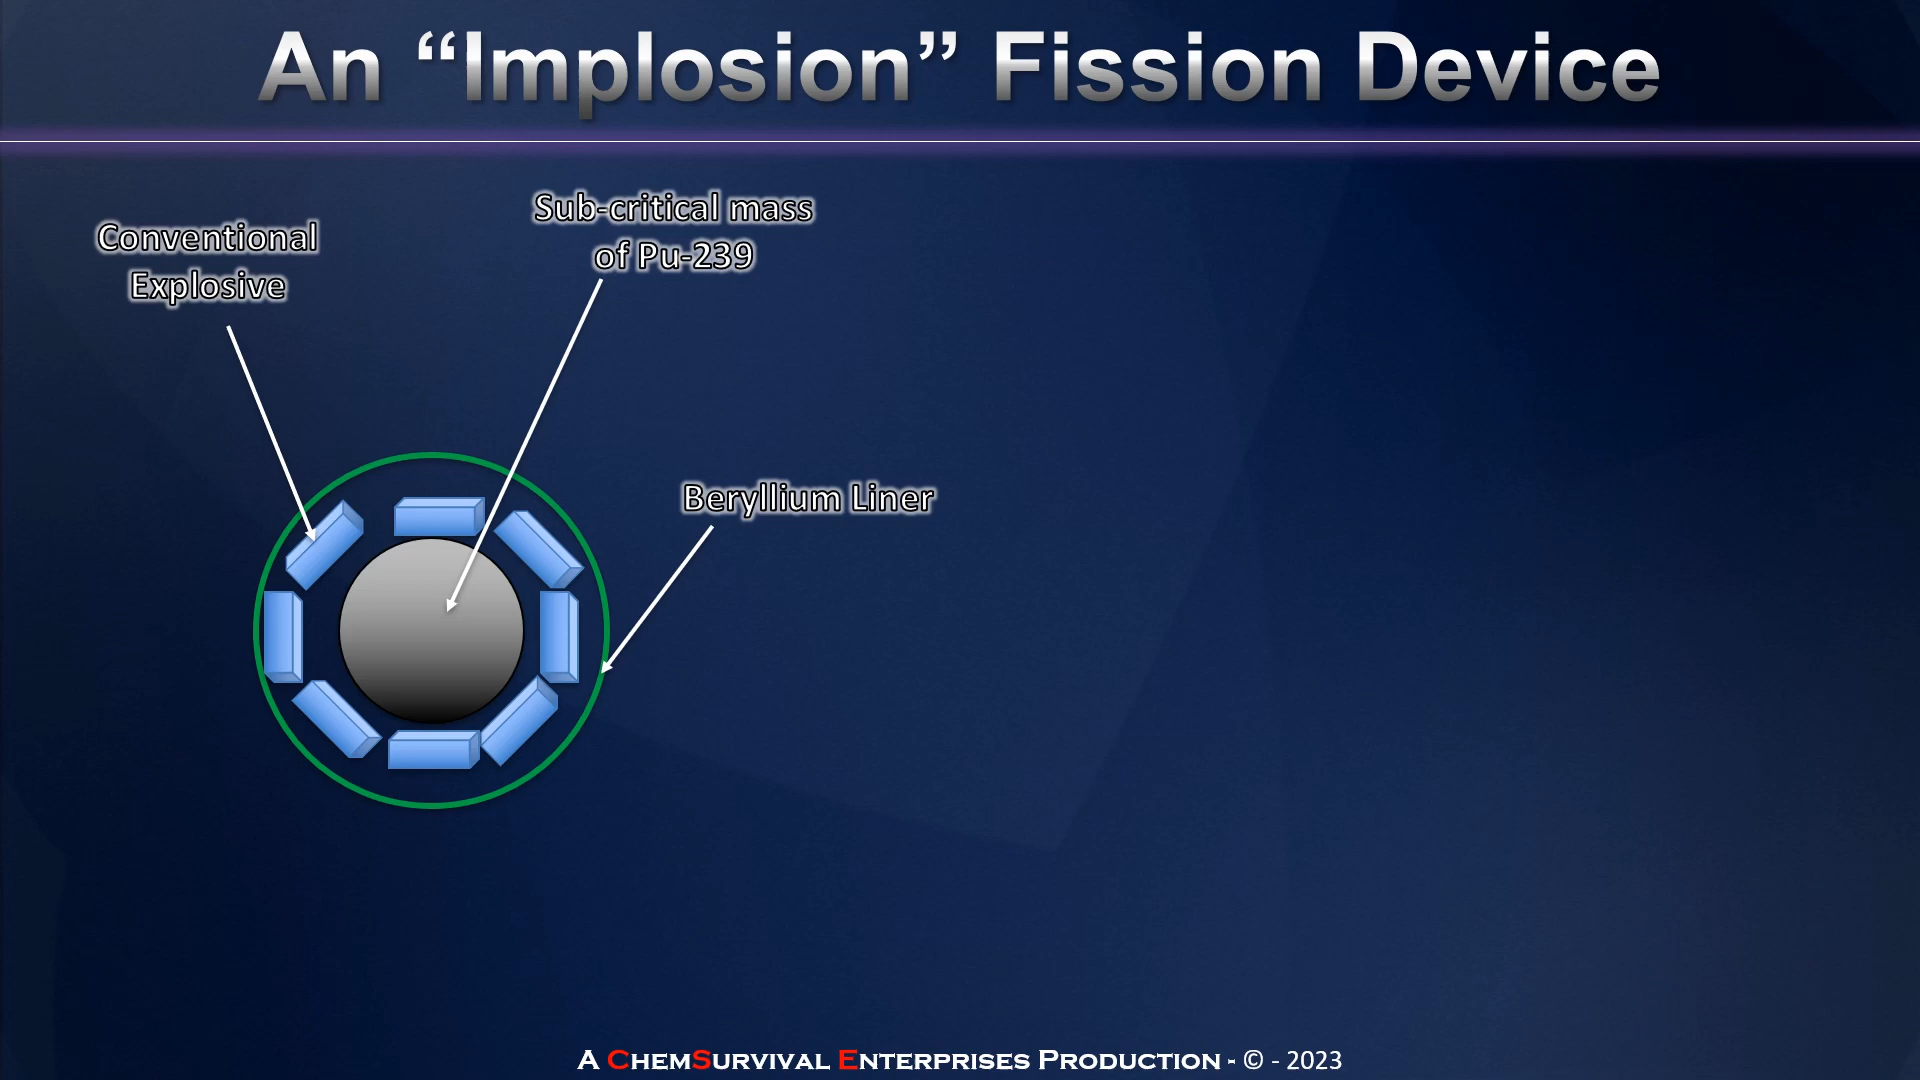 An “Implosion” Fission Device
Sub-critical mass
of Pu-239
Conventional
Explosive
Beryllium Liner
A ChemSurvival Enterprises Production - © - 2023